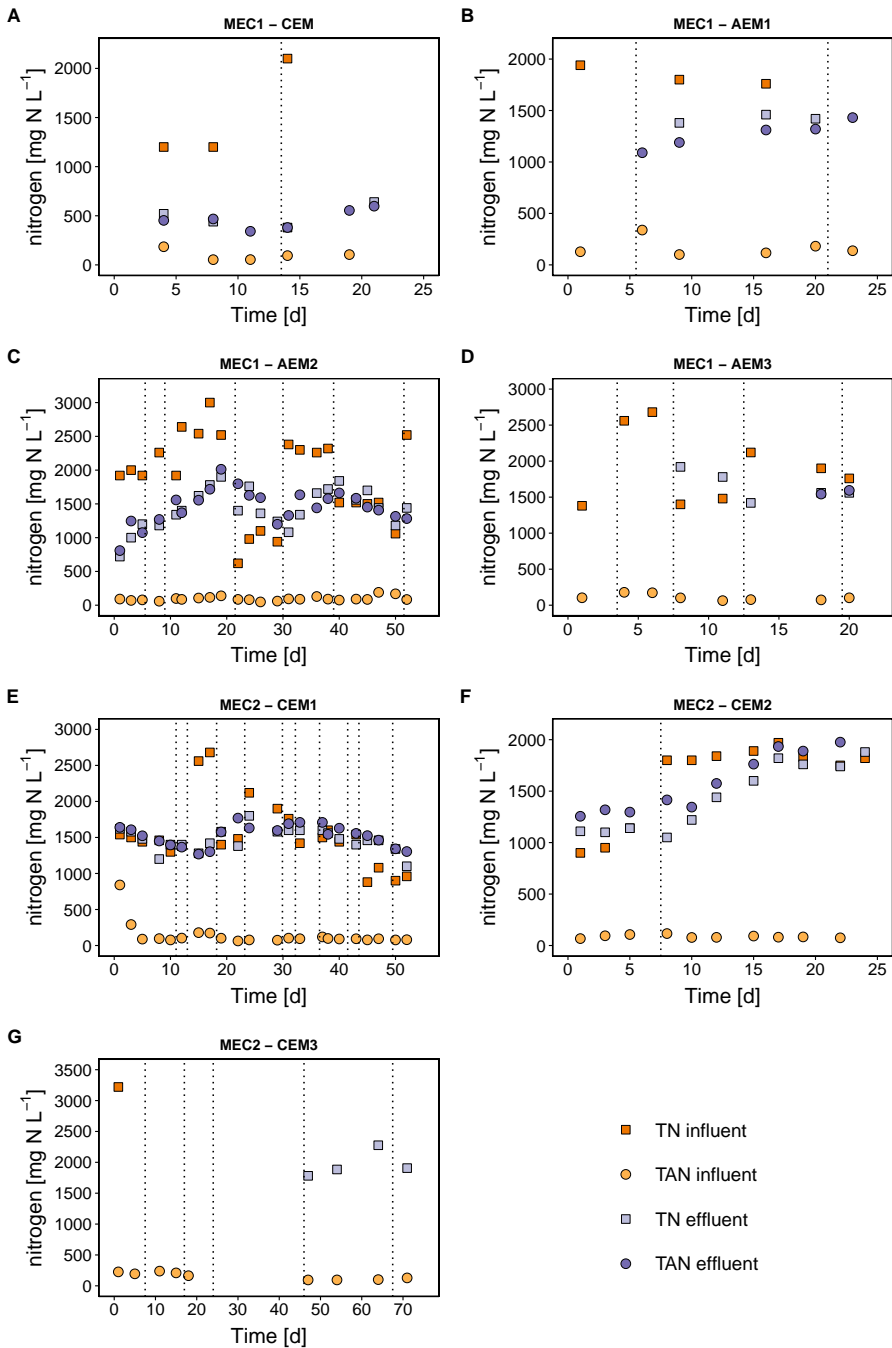 A
MEC1 − CEM
nitrogen [mg N L−1]
2000
1500
1000
500
0
0 5 10 15 20 25
Time [d]
B
MEC1 − AEM1
nitrogen [mg N L−1]
2000
1500
1000
500
0
0 5 10 15 20 25
Time [d]
C
MEC1 − AEM2
nitrogen [mg N L−1]
3000
2500
2000
1500
1000
500
0
0 10 20 30 40 50
Time [d]
D
MEC1 − AEM3
nitrogen [mg N L−1]
3000
2500
2000
1500
1000
500
0
0 5 10 15 20
Time [d]
E
MEC2 − CEM1
nitrogen [mg N L−1]
3000
2500
2000
1500
1000
500
0
0 10 20 30 40 50
Time [d]
F
MEC2 − CEM2
nitrogen [mg N L−1]
2000
1500
1000
500
0
0 5 10 15 20 25
Time [d]
G
MEC2 − CEM3
nitrogen [mg N L−1]
3500
3000
2500
2000
1500
1000
500
0
0 10 20 30 40 50 60 70
Time [d]
TN influent
TAN influent
TN effluent
TAN effluent